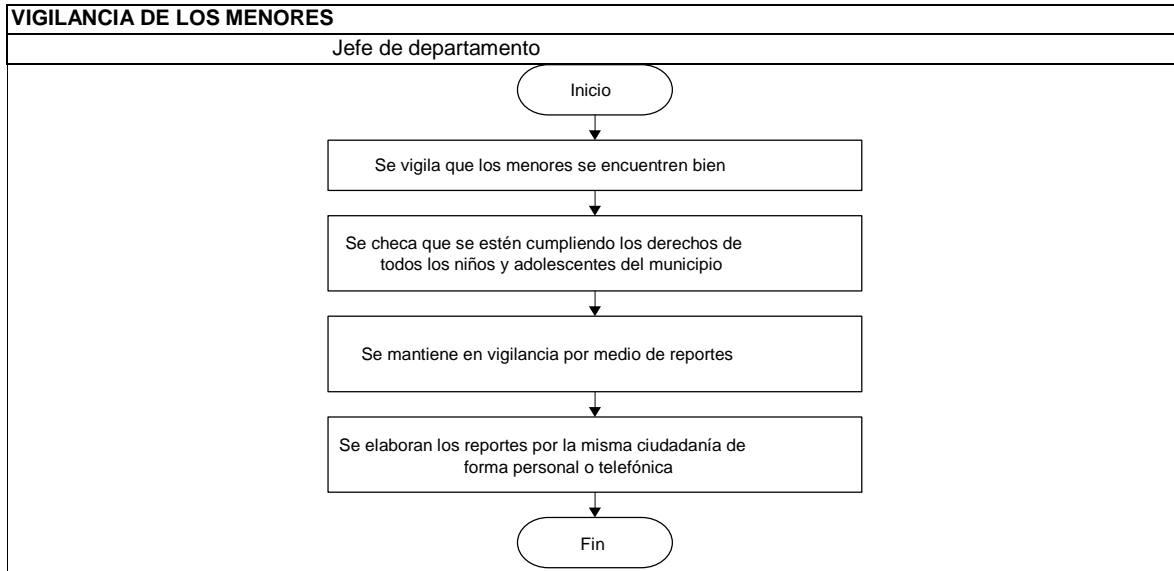 VIGILANCIA DE LOS MENORES
Jefe de departamento
Inicio
Se vigila que los menores se encuentren bien
Se checa que se estén cumpliendo los derechos de
todos los niños y adolescentes del municipio
Se mantiene en vigilancia por medio de reportes
Se elaboran los reportes por la misma ciudadanía de
forma personal o telefónica
Fin